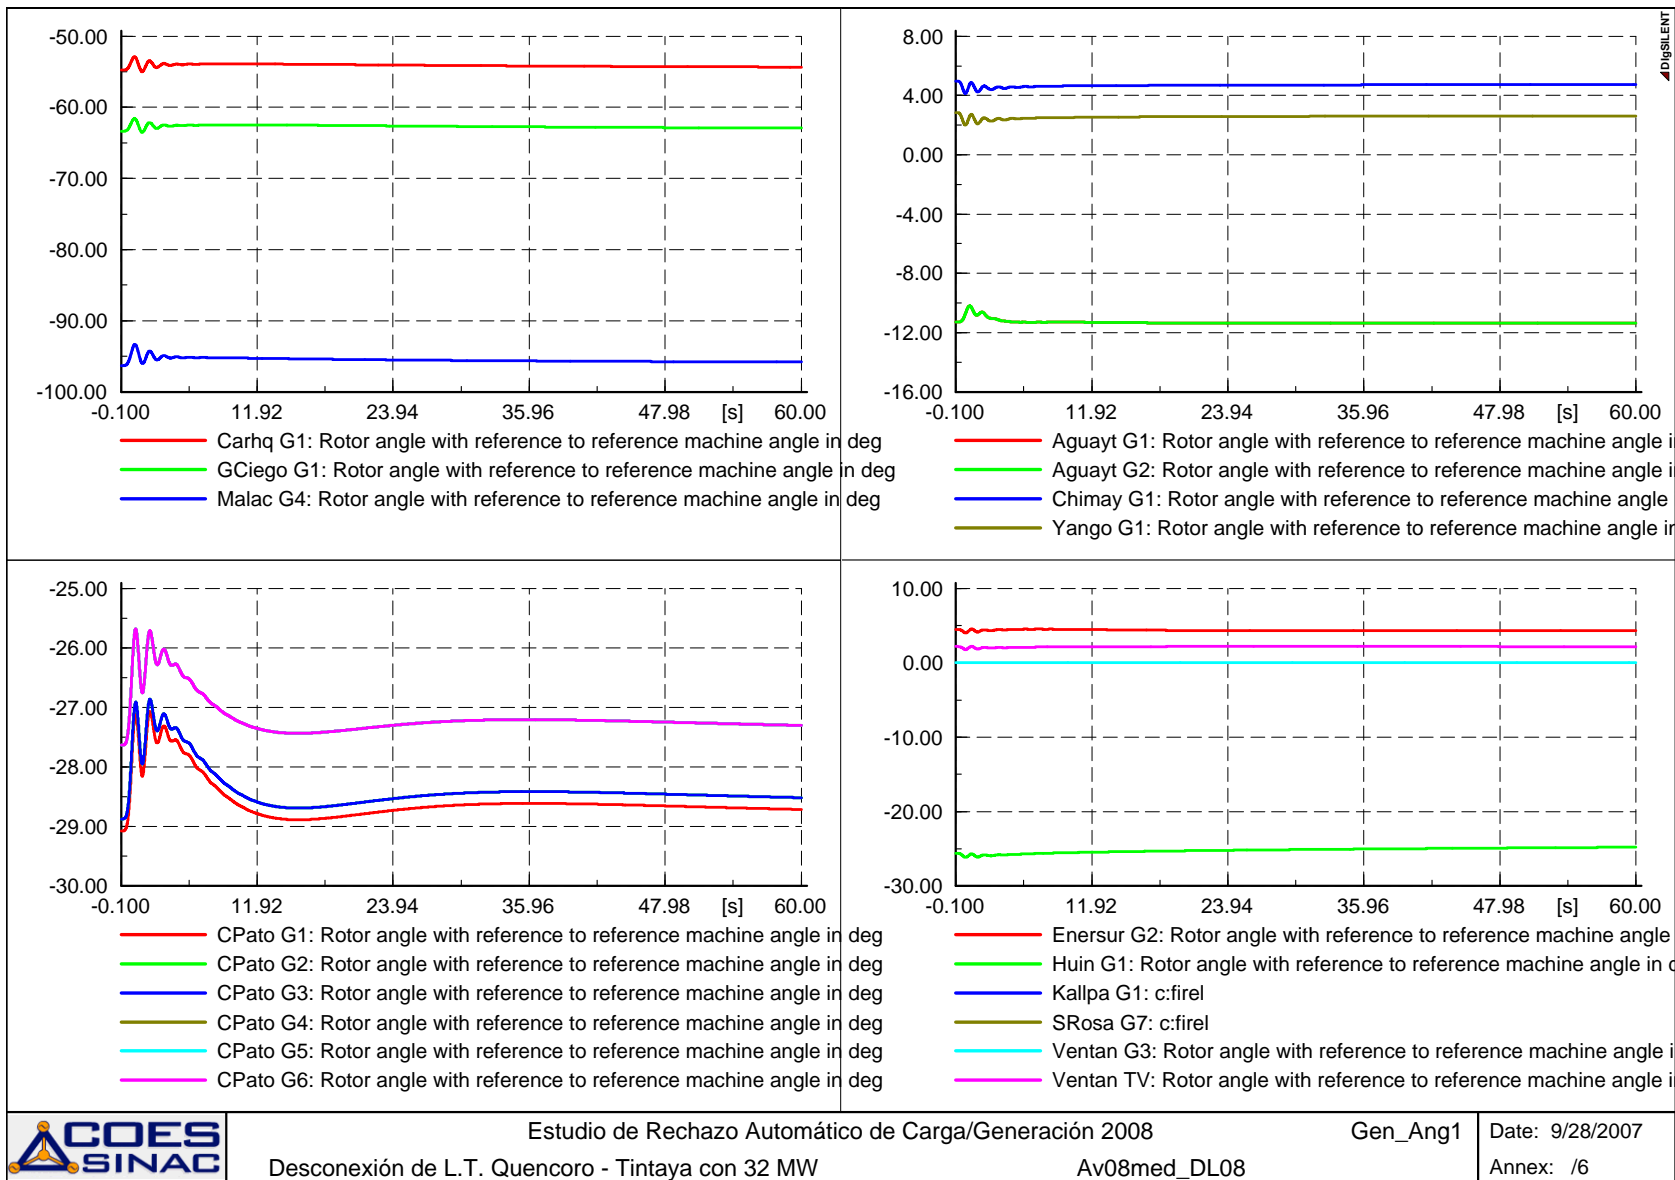 -50.00
-60.00
-70.00
-80.00
-90.00
-100.00
-0.100 11.92 23.94 35.96 47.98 [s] 60.00
Carhq G1: Rotor angle with reference to reference machine angle in deg
GCiego G1: Rotor angle with reference to reference machine angle in deg
Malac G4: Rotor angle with reference to reference machine angle in deg
8.00
4.00
0.00
-4.00
-8.00
-12.00
-16.00
-0.100 11.92 23.94 35.96 47.98 [s] 60.00
Aguayt G1: Rotor angle with reference to reference machine angle i
Aguayt G2: Rotor angle with reference to reference machine angle i
Chimay G1: Rotor angle with reference to reference machine angle
Yango G1: Rotor angle with reference to reference machine angle in
DIgSILENT
-25.00
-26.00
-27.00
-28.00
-29.00
-30.00
-0.100 11.92 23.94 35.96 47.98 [s] 60.00
CPato G1: Rotor angle with reference to reference machine angle in deg
CPato G2: Rotor angle with reference to reference machine angle in deg
CPato G3: Rotor angle with reference to reference machine angle in deg
CPato G4: Rotor angle with reference to reference machine angle in deg
CPato G5: Rotor angle with reference to reference machine angle in deg
CPato G6: Rotor angle with reference to reference machine angle in deg
10.00
0.00
-10.00
-20.00
-30.00
-0.100 11.92 23.94 35.96 47.98 [s] 60.00
Enersur G2: Rotor angle with reference to reference machine angle
Huin G1: Rotor angle with reference to reference machine angle in d
Kallpa G1: c:firel
SRosa G7: c:firel
Ventan G3: Rotor angle with reference to reference machine angle i
Ventan TV: Rotor angle with reference to reference machine angle i
COES
SINAC
Estudio de Rechazo Automático de Carga/Generación 2008 Gen_Ang1
Desconexión de L.T. Quencoro - Tintaya con 32 MW Av08med_DL08
Date: 9/28/2007
Annex: /6